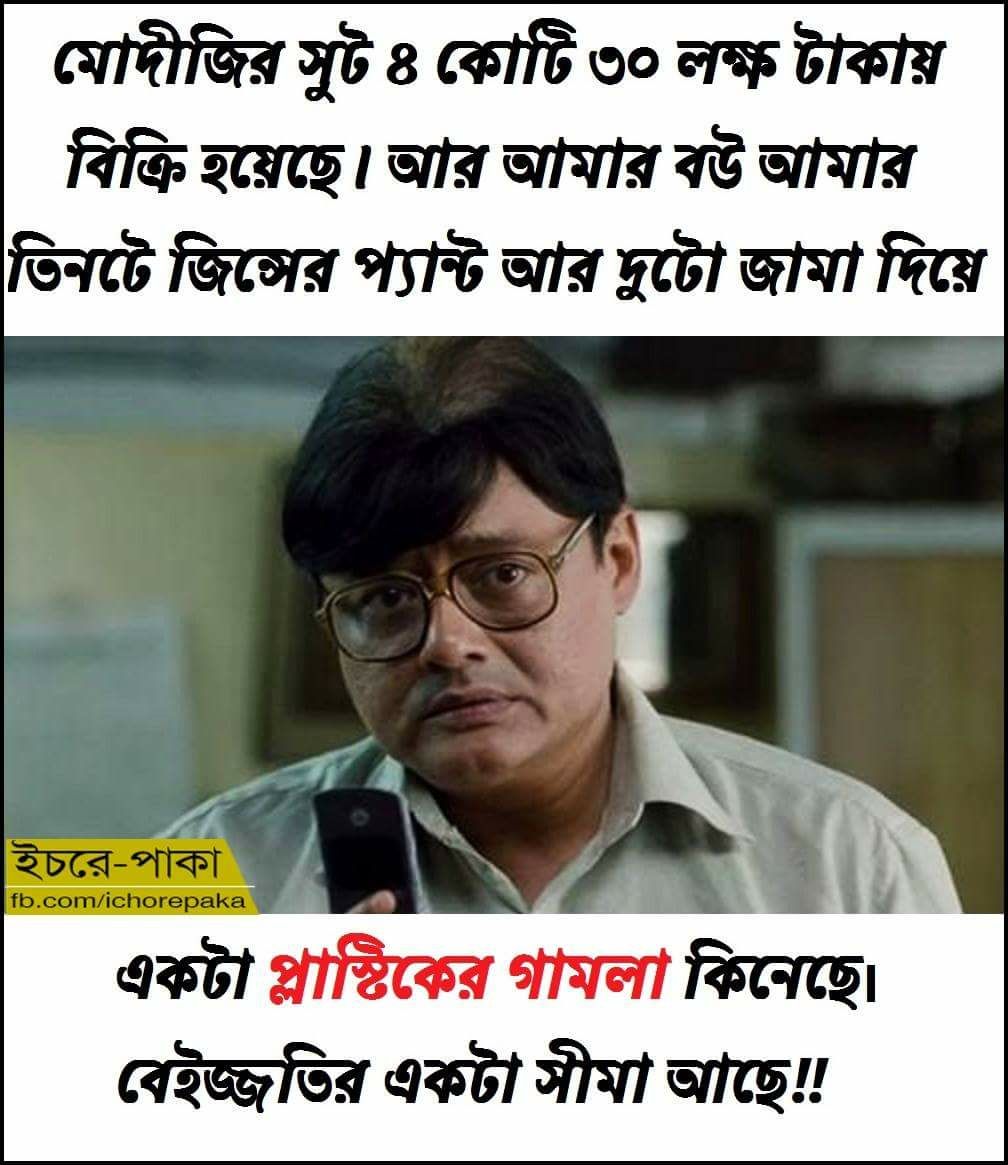 মোদীজির সুট ৪ কোটি ৩০ লক্ষ টাকায়
বিক্রি হয়েছে। আর আমার বউ আমার
তিনটে জিন্সের প্যান্ট আর দুটো জামা দিয়ে
ইচরে-পাকা
fb.com/ichorepaka
একটা প্লাস্টিকের গামলা কিনেছে।
বেইজ্জতির একটা সীমা আছে!!